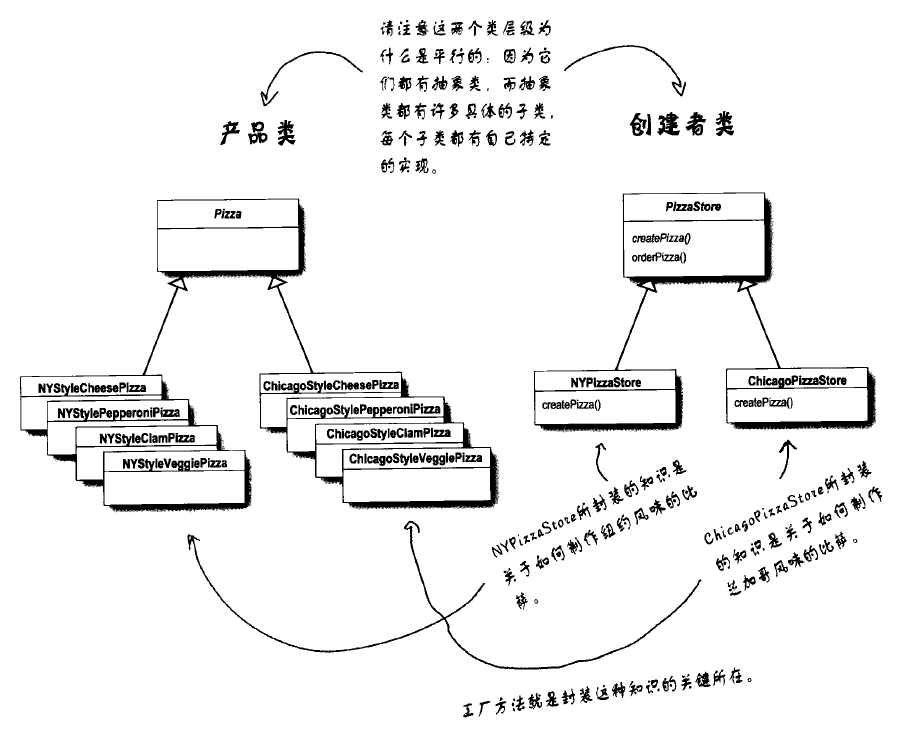 请注意这两个类层级为
什么是平行的：因为它
们都有抽象类，而抽象
类都有许多具体的子类，
每个子类都有自己特定
的实现。
产品类
创建者类
Pizza
PizzaStore
createPizza()
orderPizza()
NYStyleCheesePizza
NYStylePepperoniPizza
NYStyleClamPizza
NYStyleVeggiePizza
ChicagoStyleCheesePizza
ChicagoStylePepperoniPizza
ChicagoStyleClamPizza
ChicagoStyleVeggiePizza
NYPizzaStore
createPizza()
ChicagoPizzaStore
createPizza()
NYPizzaStore所封装的知识是
关于如何制作纽约风味的比
萨。
ChicagoPizzaStore所封装
的知识是关于如何制作
芝加哥风味的比萨。
工厂方法就是封装这种知识的关键所在。